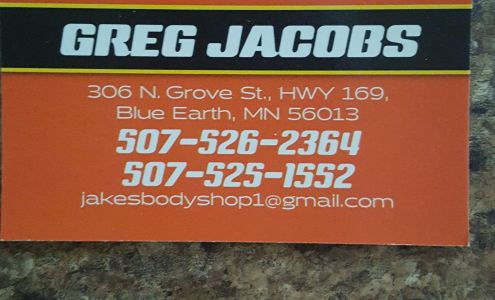 GREG JACOBS
306 N. Grove St., HWY 169,
Blue Earth, MN 56013
507-526-2364
507-525-1552
jakesbodyshop1@gmail.com